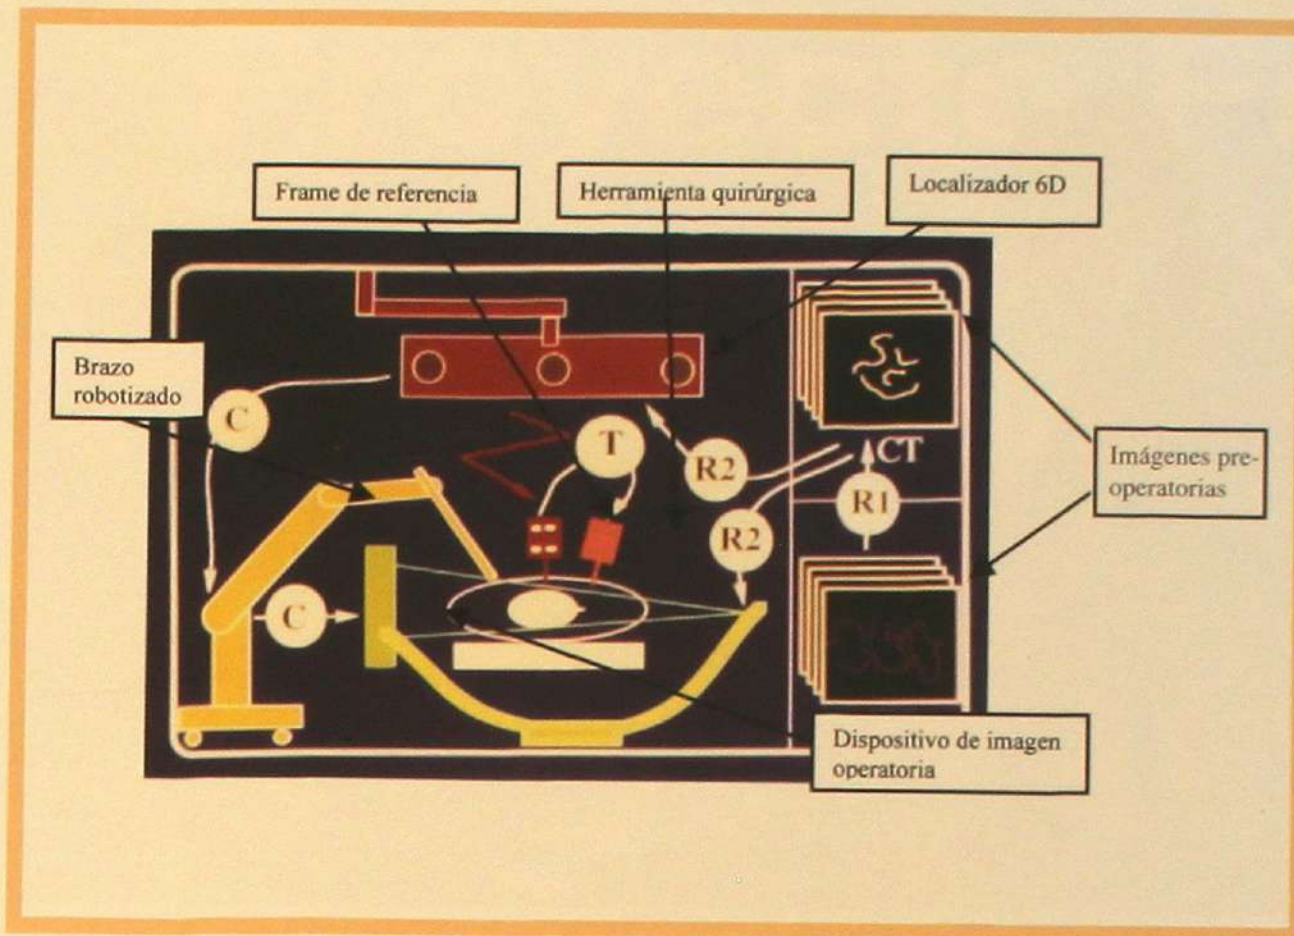 Frame de referencia
Herramienta quirúrgica
Localizador 6D
Brazo
robotizado
C
T
R2
CT
R1
R2
C
Imágenes pre-
operatorias
Dispositivo de imagen
operatoria